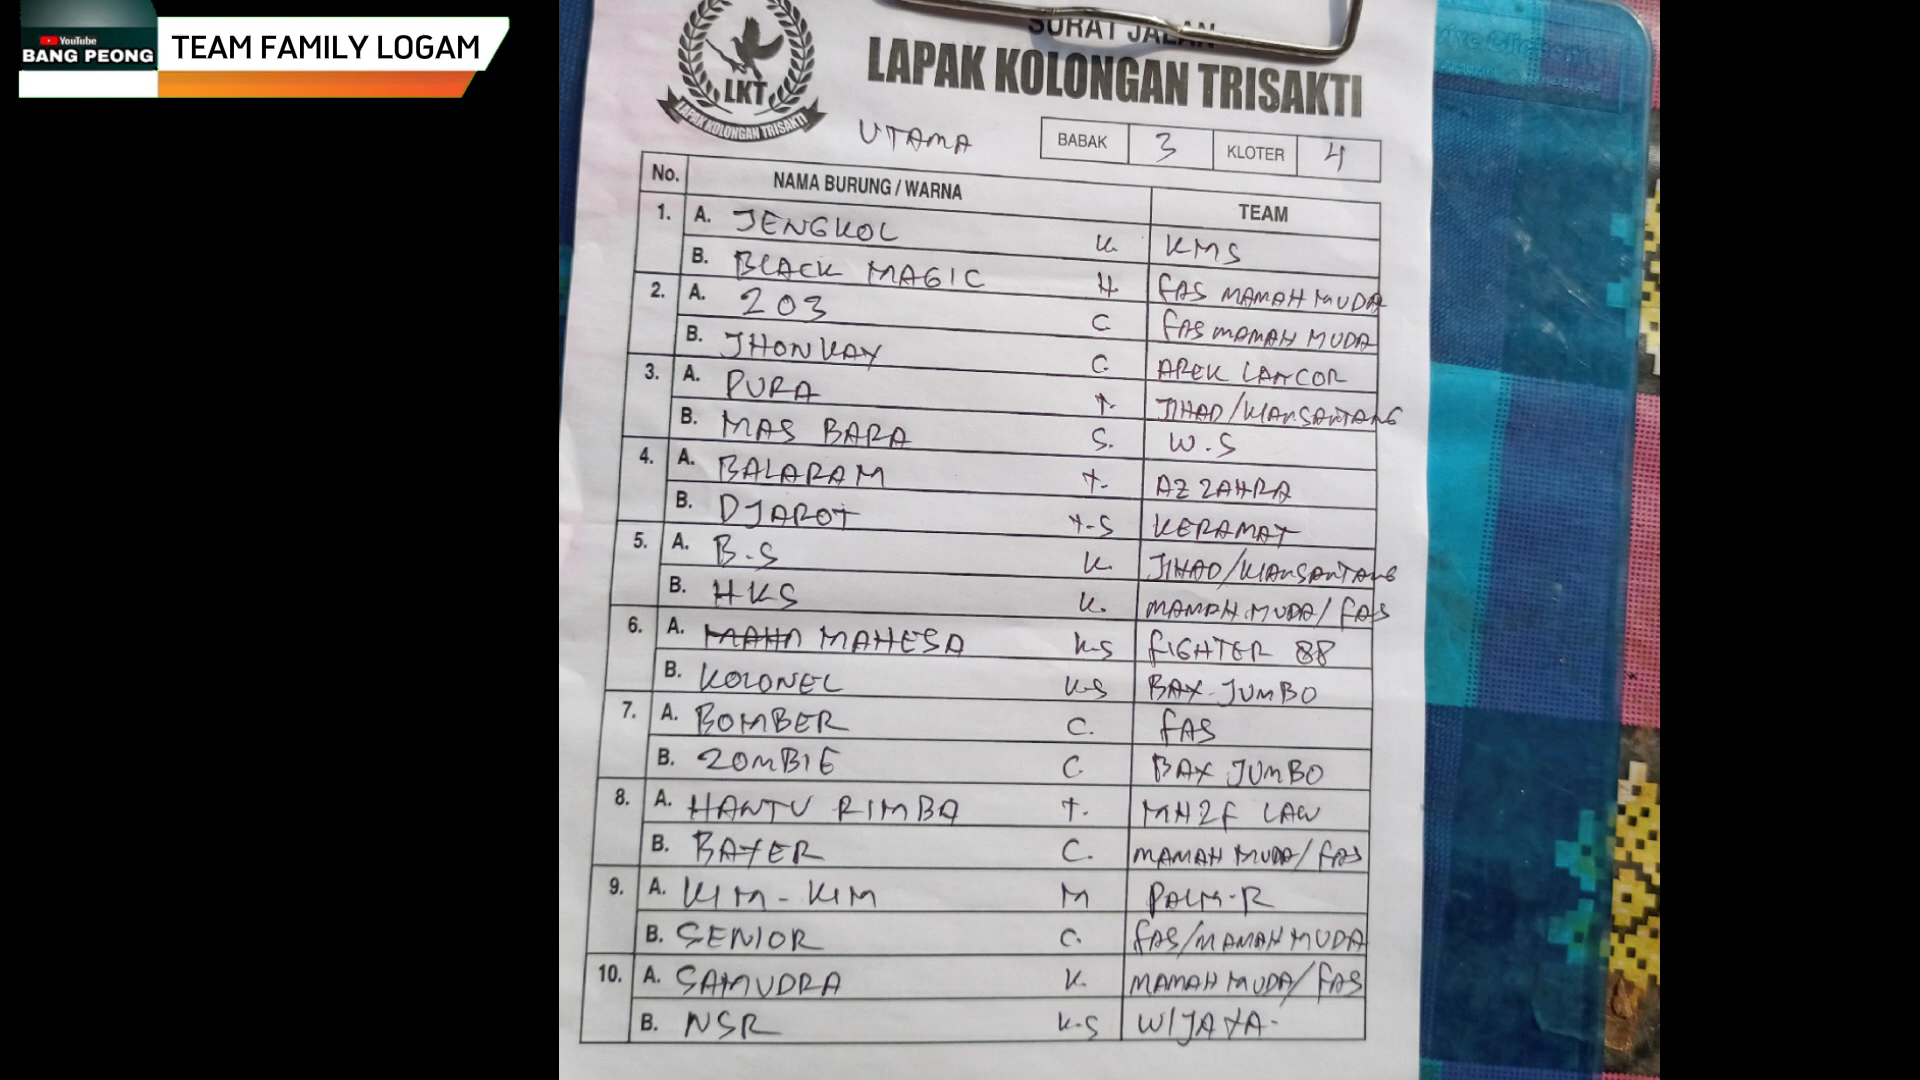 YouTube
BANG PEONG
TEAM FAMILY LOGAM
SURAT JALAN
LAPAK KOLONGAN TRISAKTI
LKT
LAPAK KOLONGAN TRISAKTI
UTAMA BABAK 3 KLOTER 4
No. NAMA BURUNG / WARNA TEAM
1. A. JENGKOL K. KMS
B. BLACK MAGIC H FAS MAMAH MUDA
2. A. 203 C FAS MAMAH MUDA
B. JHONKAY C. AREK LANCOR
3. A. PURA T. JIHAD/KIANSANTANG
B. MAS BARA S. W.S
4. A. BALARAM T. AZZAHRA
B. DJAROT T-S KERAMAT
5. A. B.S K. JIHAD/KIANSANTANG
B. HKS K. MAMAH MUDA/FAS
6. A. MAHESA K-S FIGHTER 88
B. KOLONEL K-S BAX JUMBO
7. A. BOMBER C. FAS
B. ZOMBIE C. BAX JUMBO
8. A. HANTU RIMBA T. MHZF LAW
B. BAYER C. MAMAH MUDA/FAS
9. A. KIM-KIM M PALM-R
B. SENIOR C. FAS/MAMAH MUDA
10. A. SAMUDRA K. MAMAH MUDA/FAS
B. NSR K-S WIJAYA